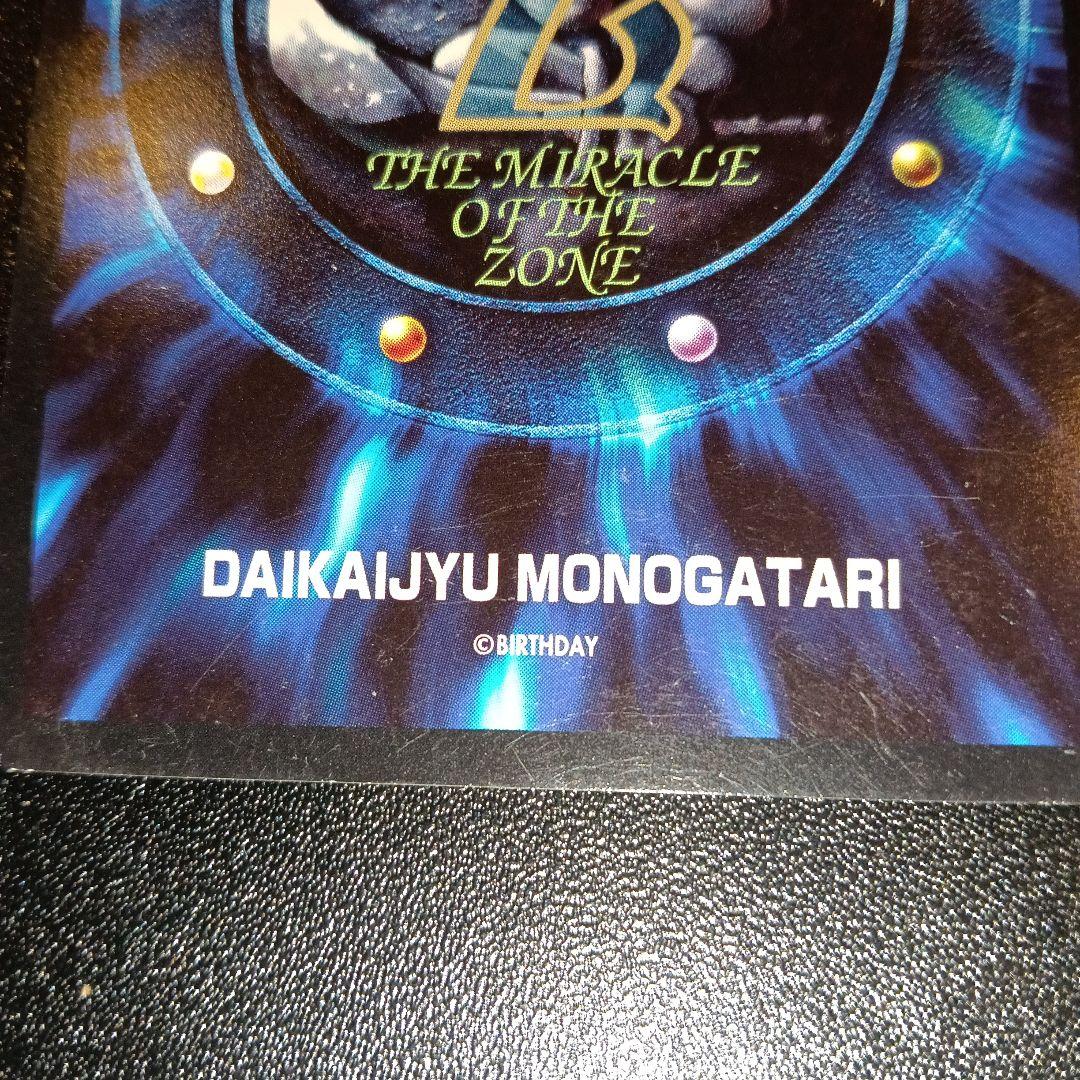 THE MIRACLE
OF THE
ZONE
DAIKAIJYU MONOGATARI
©BIRTHDAY